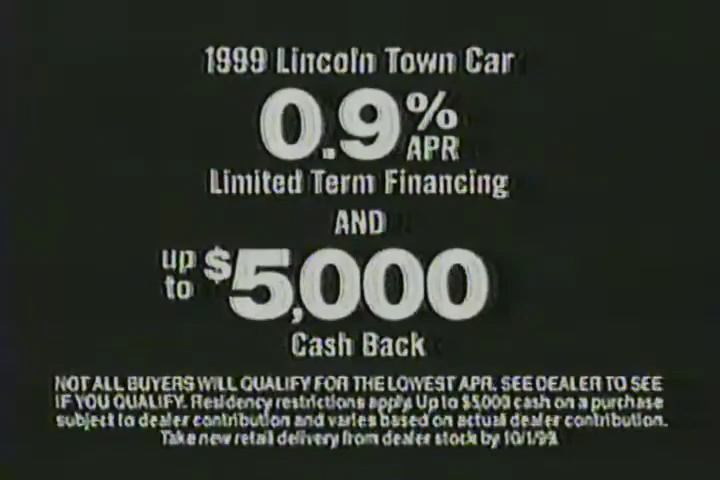 1999 Lincoln Town Car
0.9% APR
Limited Term Financing
AND
up to $5,000
Cash Back
NOT ALL BUYERS WILL QUALIFY FOR THE LOWEST APR. SEE DEALER TO SEE
IF YOU QUALIFY. Residency restrictions apply. Up to $5000 cash on a purchase
subject to dealer contribution and varies based on actual dealer contribution.
Take new retail delivery from dealer stock by 10/1/99.